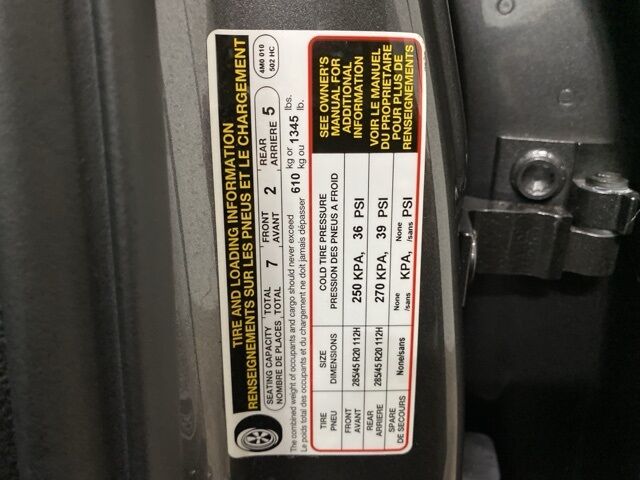 TIRE AND LOADING INFORMATION
RENSEIGNEMENTS SUR LES PNEUS ET LE CHARGEMENT
4M0 010
502 HC
SEATING CAPACITY TOTAL 7 FRONT 2 REAR 5
NOMBRE DE PLACES TOTAL AVANT ARRIERE
The combined weight of occupants and cargo should never exceed 610 kg or 1345 lbs.
Le poids total des occupants et du chargement ne doit jamais dépasser kg ou lb.
TIRE SIZE COLD TIRE PRESSURE
PNEU DIMENSIONS PRESSION DES PNEUS A FROID
FRONT 285/45 R20 112H 250 KPA, 36 PSI
AVANT
REAR 285/45 R20 112H 270 KPA, 39 PSI
ARRIERE
SPARE None/sans None KPA, None PSI
DE SECOURS /sans /sans
SEE OWNER'S
MANUAL FOR
ADDITIONAL
INFORMATION
VOIR LE MANUEL
DU PROPRIETAIRE
POUR PLUS DE
RENSEIGNEMENTS